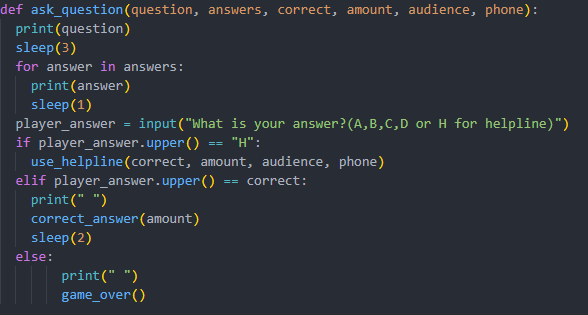 def ask_question(question, answers, correct, amount, audience, phone):
  print(question)
  sleep(3)
  for answer in answers:
    print(answer)
    sleep(1)
  player_answer = input("What is your answer?(A,B,C,D or H for helpline)")
  if player_answer.upper() == "H":
    use_helpline(correct, amount, audience, phone)
  elif player_answer.upper() == correct:
    print(" ")
    correct_answer(amount)
    sleep(2)
  else:
        print(" ")
        game_over()